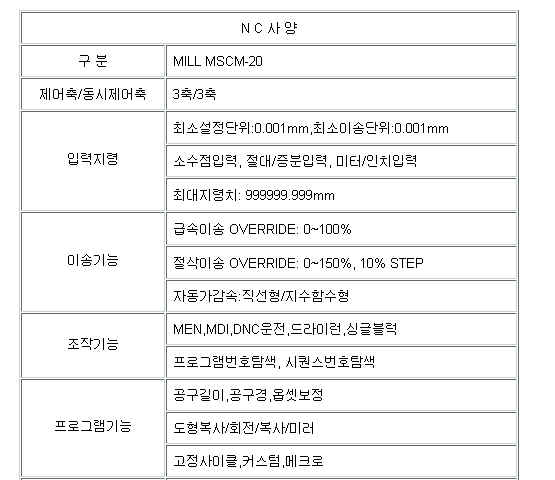 N C 사 양
구 분
MILL MSCM-20
제어축/동시제어축
3축/3축
입력지령
최소설정단위:0.001mm,최소이송단위:0.001mm
소수점입력, 절대/증분입력, 미터/인치입력
최대지령치: 999999.999mm
이송기능
급속이송 OVERRIDE: 0~100%
절삭이송 OVERRIDE: 0~150%, 10% STEP
자동가감속:직선형/지수함수형
조작기능
MEN,MDI,DNC운전,드라이런,싱글블럭
프로그램번호탐색, 시퀀스번호탐색
프로그램기능
공구길이,공구경,옵셋보정
도형복사/회전/복사/미러
고정사이클,커스텀,메크로